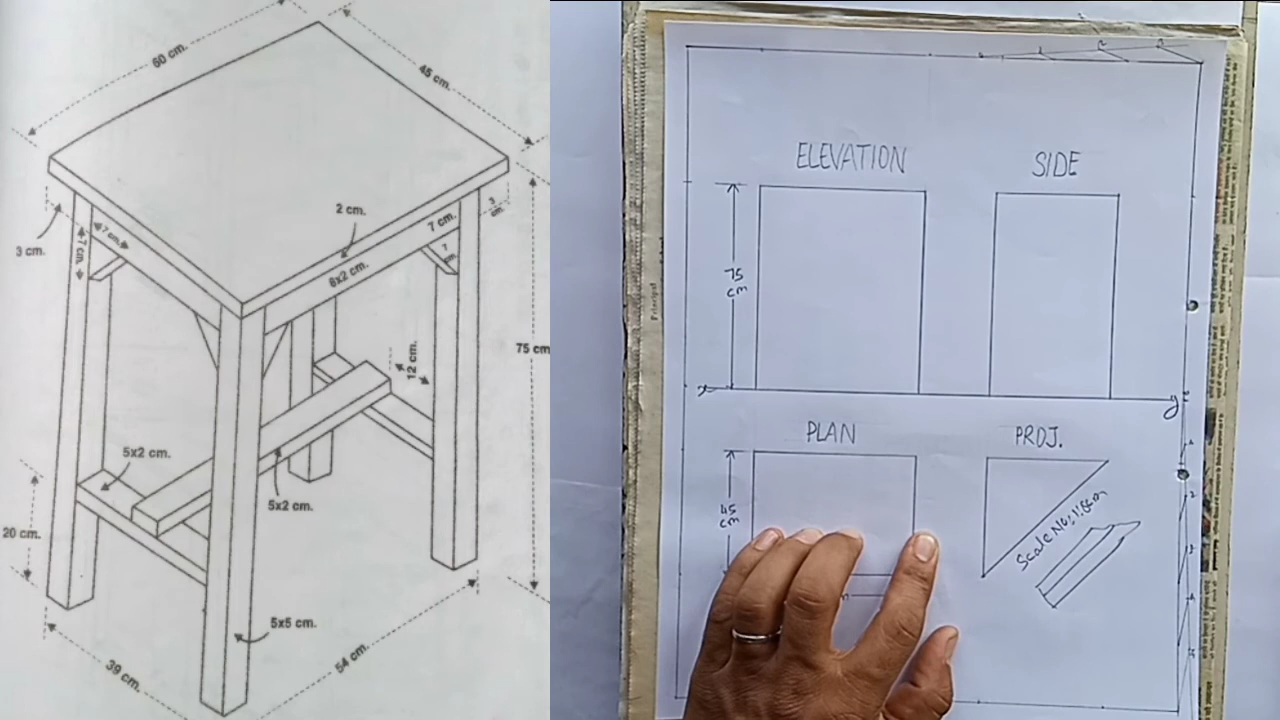 60 cm.
45 cm.
2 cm.
7 cm.
3 cm.
7 cm.
7 cm.
7 cm.
3 cm.
6x2 cm.
75 cm
12 cm.
5x2 cm.
5x2 cm.
20 cm.
5x5 cm.
39 cm.
54 cm.
ELEVATION
SIDE
75
cm
x
y
PLAN
PROJ.
45
cm
Principal